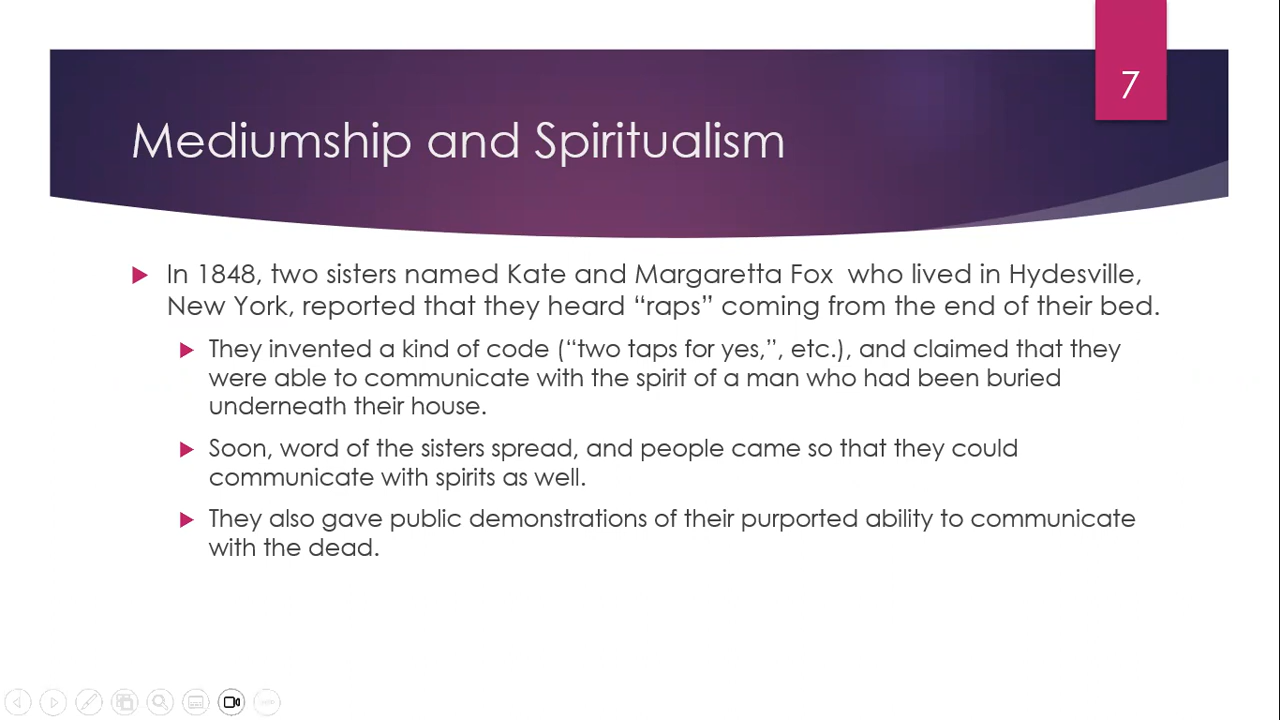 7
Mediumship and Spiritualism
In 1848, two sisters named Kate and Margaretta Fox  who lived in Hydesville,
New York, reported that they heard “raps” coming from the end of their bed.
They invented a kind of code (“two taps for yes,”, etc.), and claimed that they
were able to communicate with the spirit of a man who had been buried
underneath their house.
Soon, word of the sisters spread, and people came so that they could
communicate with spirits as well.
They also gave public demonstrations of their purported ability to communicate
with the dead.